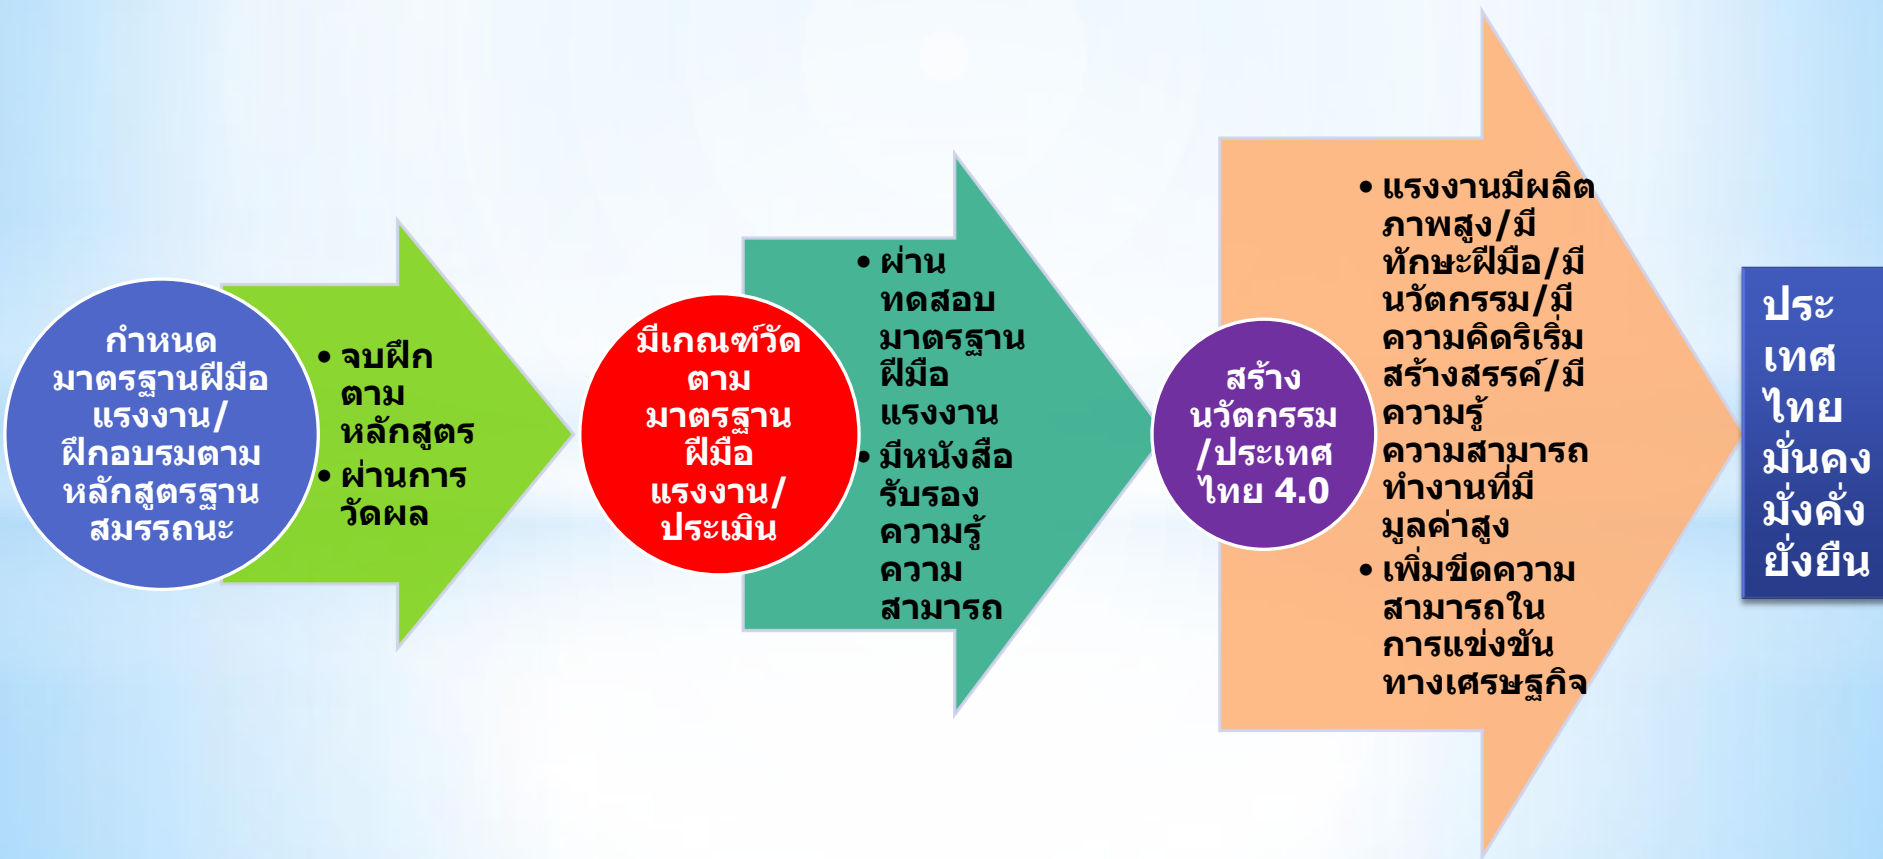 กำหนด
มาตรฐานฝีมือ
แรงงาน/
ฝึกอบรมตาม
หลักสูตรฐาน
สมรรถนะ
• จบฝึก
ตาม
หลักสูตร
• ผ่านการ
วัดผล
มีเกณฑ์วัด
ตาม
มาตรฐาน
ฝีมือ
แรงงาน/
ประเมิน
• ผ่าน
ทดสอบ
มาตรฐาน
ฝีมือ
แรงงาน
• มีหนังสือ
รับรอง
ความรู้
ความ
สามารถ
สร้าง
นวัตกรรม
/ประเทศ
ไทย 4.0
• แรงงานมีผลิต
ภาพสูง/มี
ทักษะฝีมือ/มี
นวัตกรรม/มี
ความคิดริเริ่ม
สร้างสรรค์/มี
ความรู้
ความสามารถ
ทำงานที่มี
มูลค่าสูง
• เพิ่มขีดความ
สามารถใน
การแข่งขัน
ทางเศรษฐกิจ
ประ
เทศ
ไทย
มั่นคง
มั่งคั่ง
ยั่งยืน